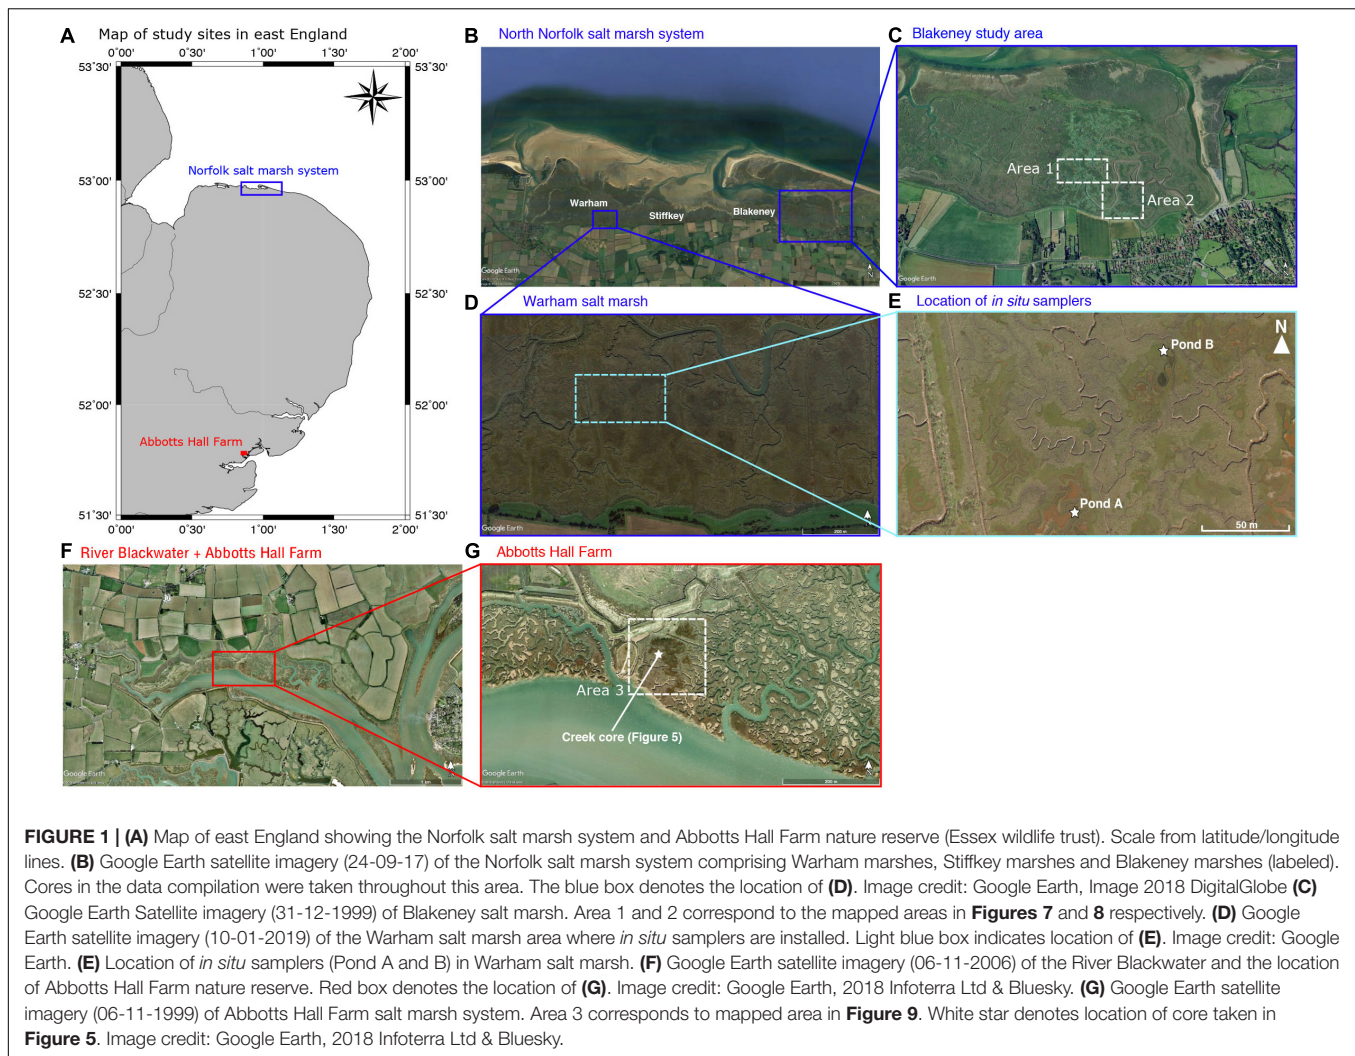 A Map of study sites in east England
0°00' 0°30' 1°00' 1°30' 2°00'
53°30'
53°30'
53°00'
53°00'
52°30'
52°30'
52°00'
52°00'
51°30'
51°30'
0°00' 0°30' 1°00' 1°30' 2°00'
Norfolk salt marsh system
Abbotts Hall Farm
B North Norfolk salt marsh system
Warham
Stiffkey
Blakeney
Google Earth
N
C Blakeney study area
Area 1
Area 2
Google Earth
N
D Warham salt marsh
Google Earth
200 m
E Location of in situ samplers
N
Pond B
Pond A
50 m
F River Blackwater + Abbotts Hall Farm
Google Earth
1 km
N
G Abbotts Hall Farm
Area 3
Creek core (Figure 5)
Google Earth
200 m
N
FIGURE 1 | (A) Map of east England showing the Norfolk salt marsh system and Abbotts Hall Farm nature reserve (Essex wildlife trust). Scale from latitude/longitude
lines. (B) Google Earth satellite imagery (24-09-17) of the Norfolk salt marsh system comprising Warham marshes, Stiffkey marshes and Blakeney marshes (labeled).
Cores in the data compilation were taken throughout this area. The blue box denotes the location of (D). Image credit: Google Earth, Image 2018 DigitalGlobe (C)
Google Earth Satellite imagery (31-12-1999) of Blakeney salt marsh. Area 1 and 2 correspond to the mapped areas in Figures 7 and 8 respectively. (D) Google
Earth satellite imagery (10-01-2019) of the Warham salt marsh area where in situ samplers are installed. Light blue box indicates location of (E). Image credit: Google
Earth. (E) Location of in situ samplers (Pond A and B) in Warham salt marsh. (F) Google Earth satellite imagery (06-11-2006) of the River Blackwater and the location
of Abbotts Hall Farm nature reserve. Red box denotes the location of (G). Image credit: Google Earth, 2018 Infoterra Ltd & Bluesky. (G) Google Earth satellite
imagery (06-11-1999) of Abbotts Hall Farm salt marsh system. Area 3 corresponds to mapped area in Figure 9. White star denotes location of core taken in
Figure 5. Image credit: Google Earth, 2018 Infoterra Ltd & Bluesky.